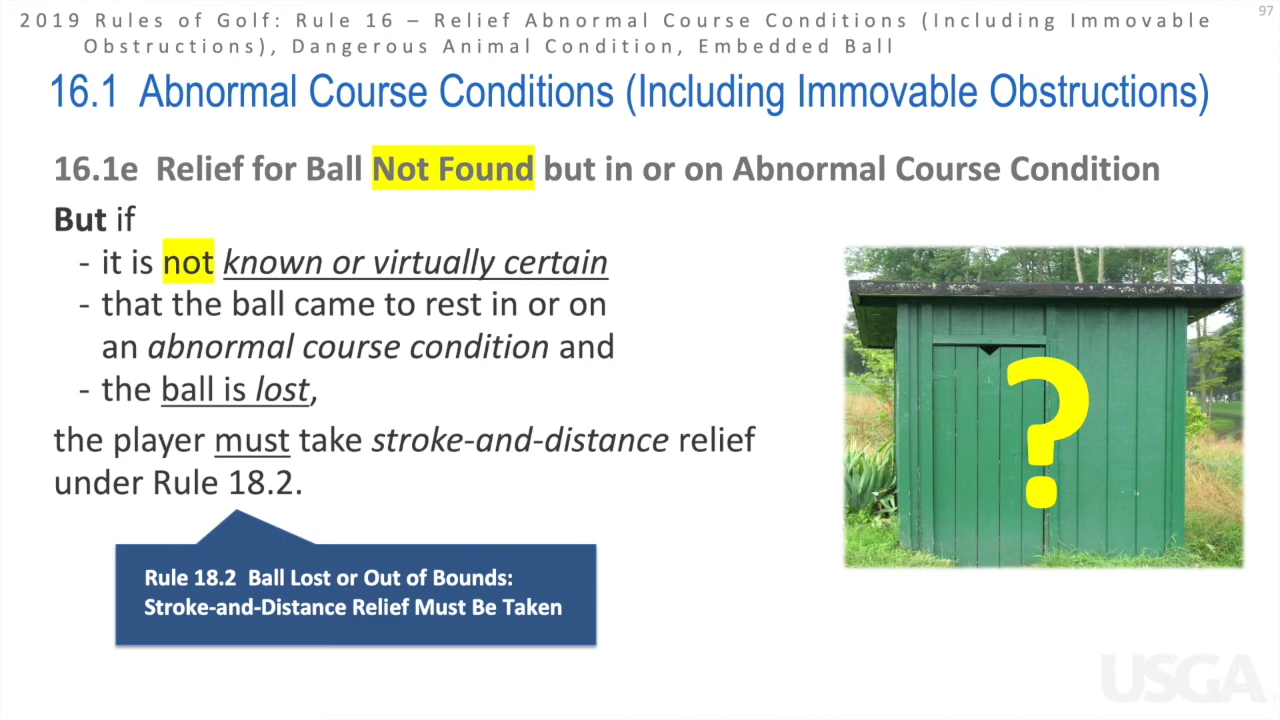 2019 Rules of Golf: Rule 16 – Relief Abnormal Course Conditions (Including Immovable
Obstructions), Dangerous Animal Condition, Embedded Ball
97
16.1 Abnormal Course Conditions (Including Immovable Obstructions)
16.1e Relief for Ball Not Found but in or on Abnormal Course Condition
But if
- it is not known or virtually certain
- that the ball came to rest in or on
an abnormal course condition and
- the ball is lost,
the player must take stroke-and-distance relief
under Rule 18.2.
?
Rule 18.2 Ball Lost or Out of Bounds:
Stroke-and-Distance Relief Must Be Taken
USGA